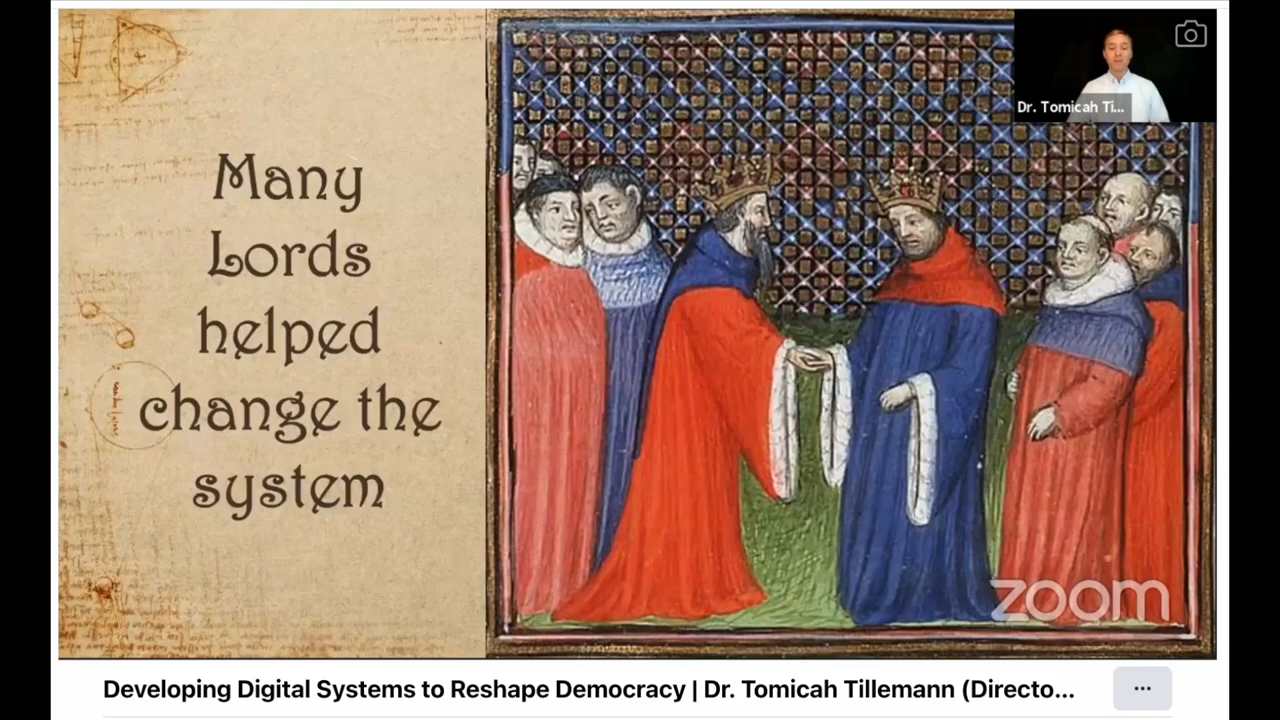 Many
Lords
helped
change the
system
Dr. Tomicah Ti...
zoom
Developing Digital Systems to Reshape Democracy | Dr. Tomicah Tillemann (Directo...